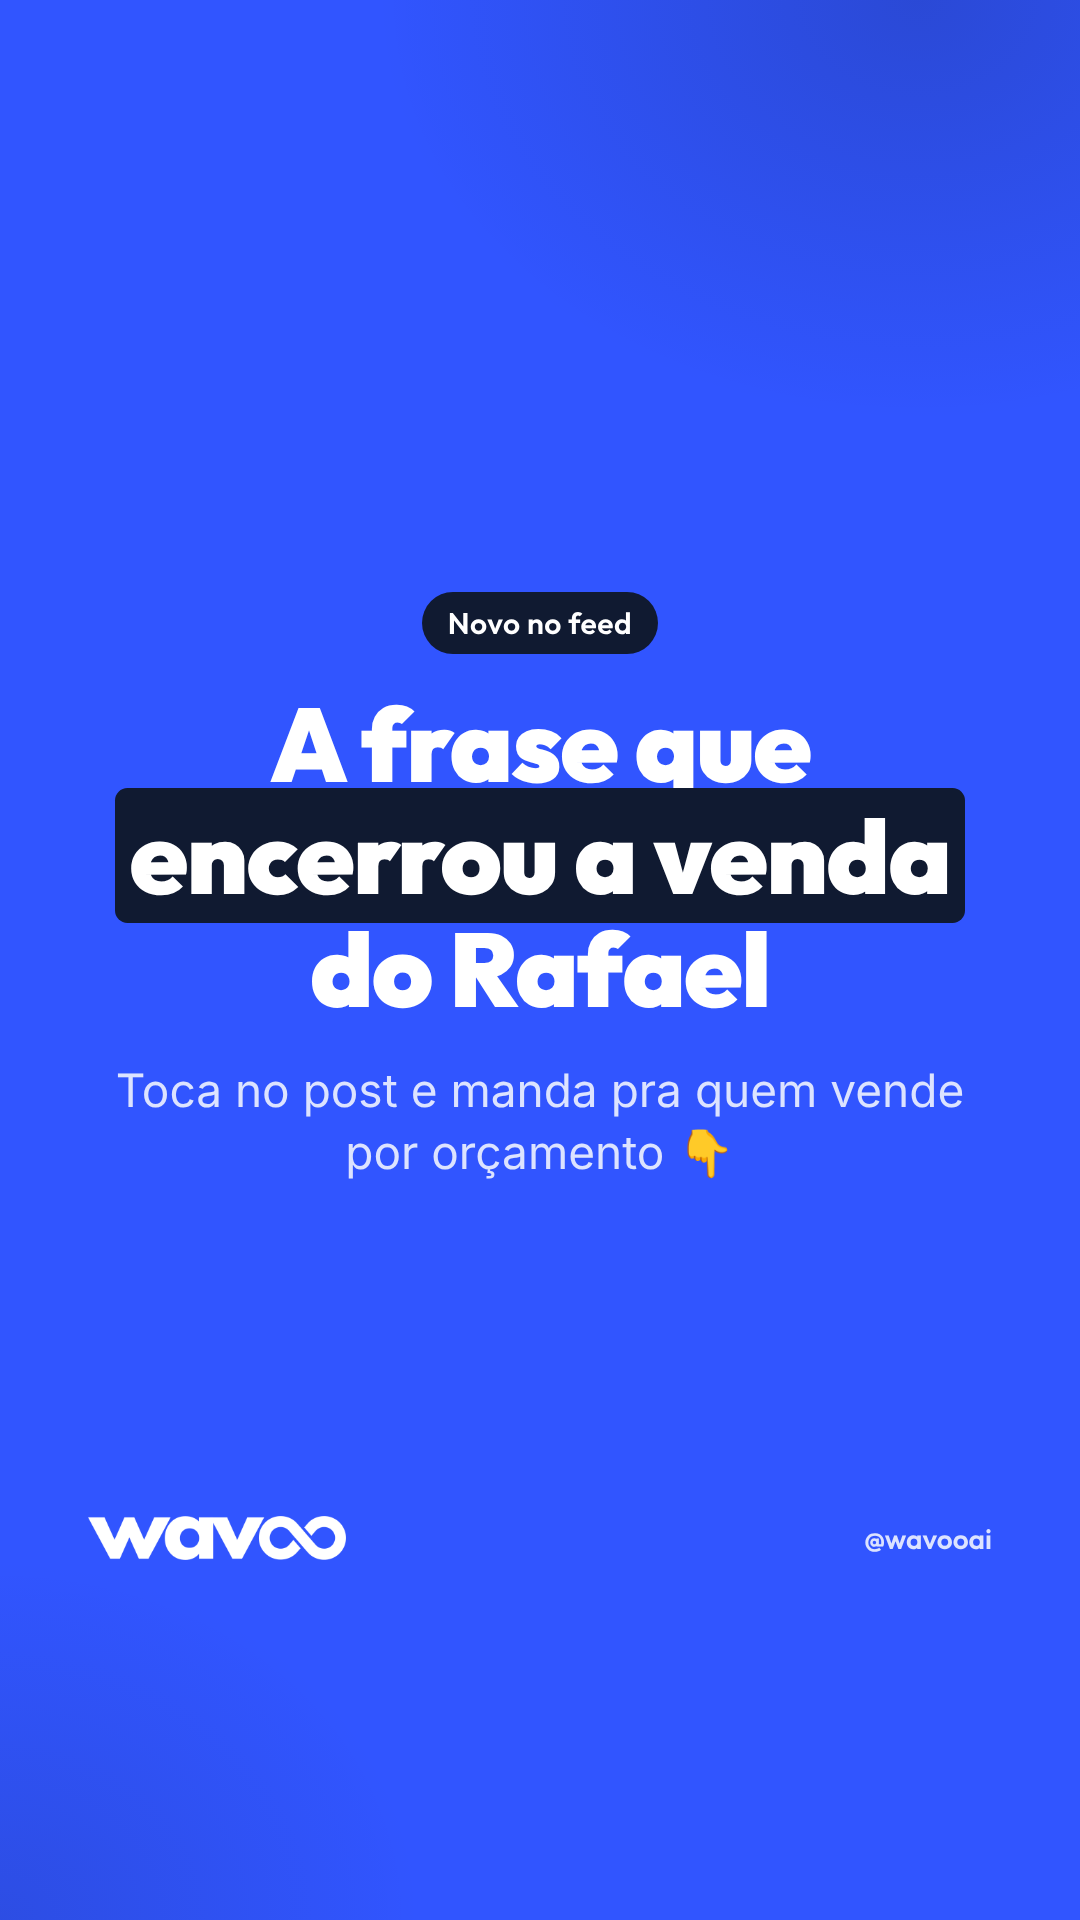 Novo no feed
A frase que
encerrou a venda
do Rafael
Toca no post e manda pra quem vende
por orçamento 👇
wavoo
@wavooai